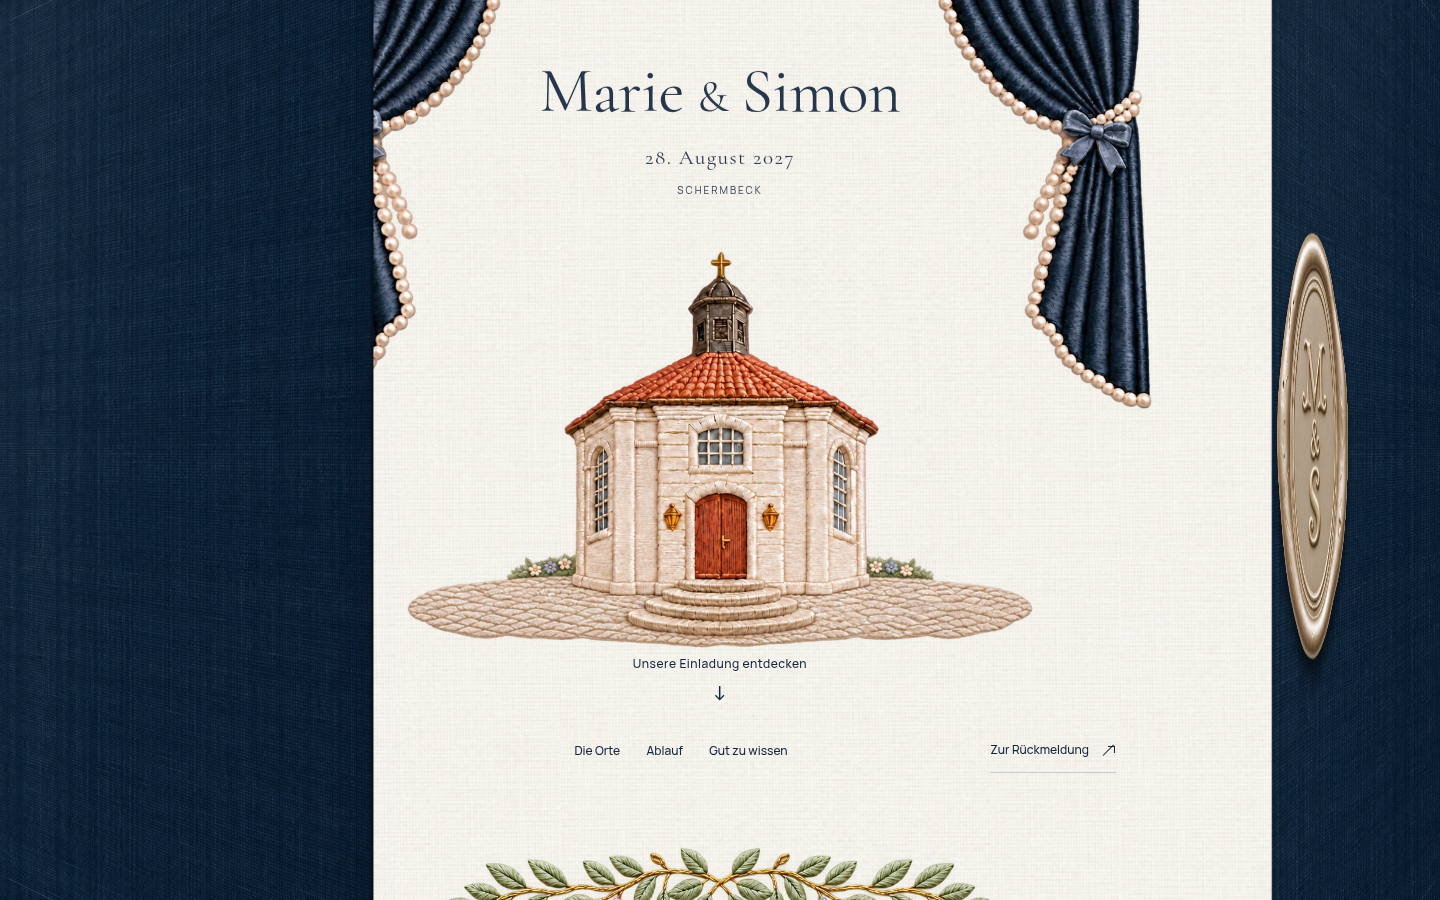 Marie & Simon
28. August 2027
SCHERMBECK
M
&
S
Unsere Einladung entdecken
↓
Die Orte Ablauf Gut zu wissen
Zur Rückmeldung ↗